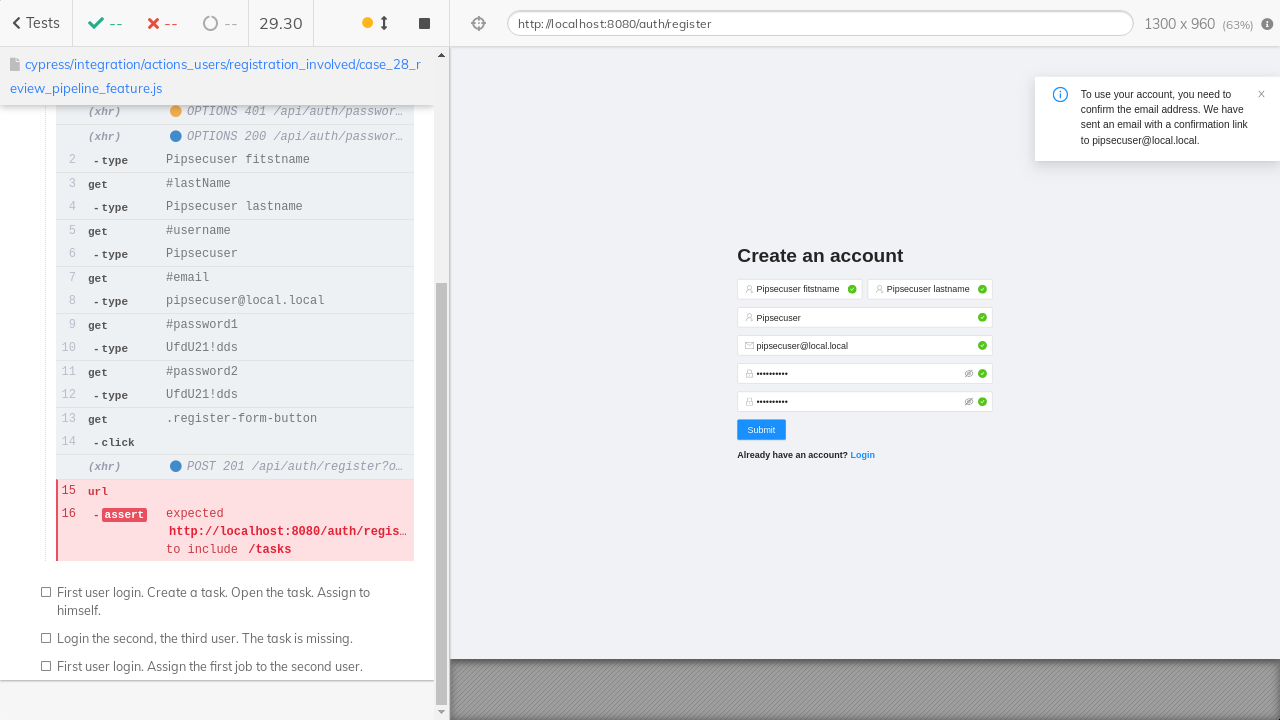 Tests
--
--
--
29.30
http://localhost:8080/auth/register
1300 x 960 (63%)
cypress/integration/actions_users/registration_involved/case_28_r
eview_pipeline_feature.js
(xhr) OPTIONS 401 /api/auth/passwor…
(xhr) OPTIONS 200 /api/auth/passwor…
2 -type Pipsecuser fitstname
3 get #lastName
4 -type Pipsecuser lastname
5 get #username
6 -type Pipsecuser
7 get #email
8 -type pipsecuser@local.local
9 get #password1
10 -type UfdU21!dds
11 get #password2
12 -type UfdU21!dds
13 get .register-form-button
14 -click
(xhr) POST 201 /api/auth/register?o…
15 url
16 -assert expected
http://localhost:8080/auth/regis…
to include /tasks
First user login. Create a task. Open the task. Assign to
himself.
Login the second, the third user. The task is missing.
First user login. Assign the first job to the second user.
To use your account, you need to
confirm the email address. We have
sent an email with a confirmation link
to pipsecuser@local.local.
Create an account
Pipsecuser fitstname
Pipsecuser lastname
Pipsecuser
pipsecuser@local.local
••••••••••
••••••••••
Submit
Already have an account? Login